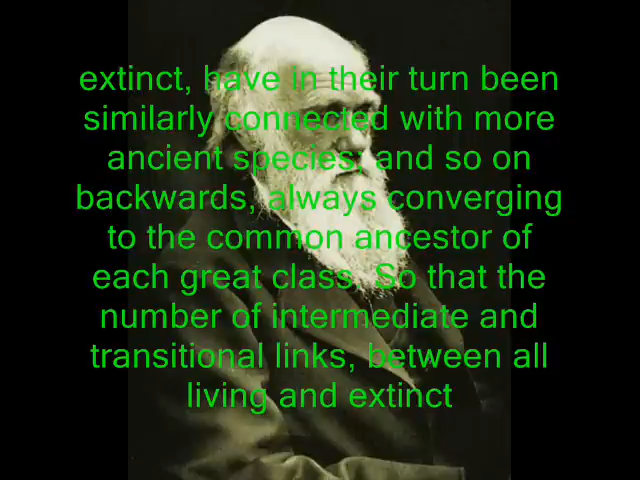 extinct, have in their turn been
similarly connected with more
ancient species; and so on
backwards, always converging
to the common ancestor of
each great class. So that the
number of intermediate and
transitional links, between all
living and extinct